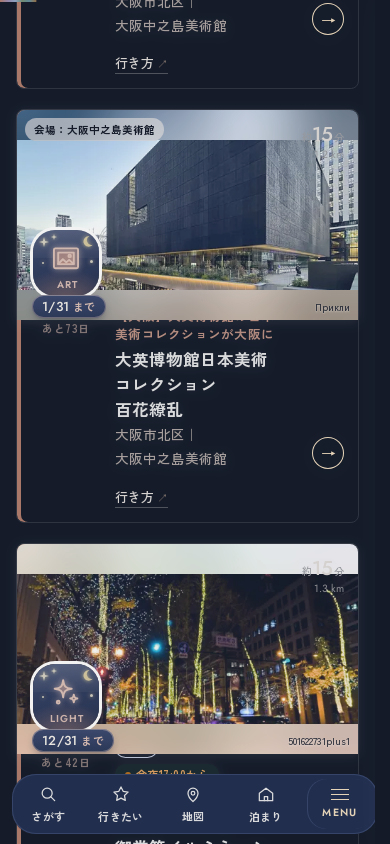 大阪市北区｜
大阪中之島美術館
→
行き方 ↗
会場：大阪中之島美術館
15分
ART
1/31 まで
あと73日
Прикли
美術コレクションが大阪に
大英博物館日本美術
コレクション
百花繚乱
大阪市北区｜
大阪中之島美術館
→
行き方 ↗
約15分
1.3 km
LIGHT
12/31 まで
あと42日
501622731plus1
さがす
行きたい
地図
泊まり
MENU